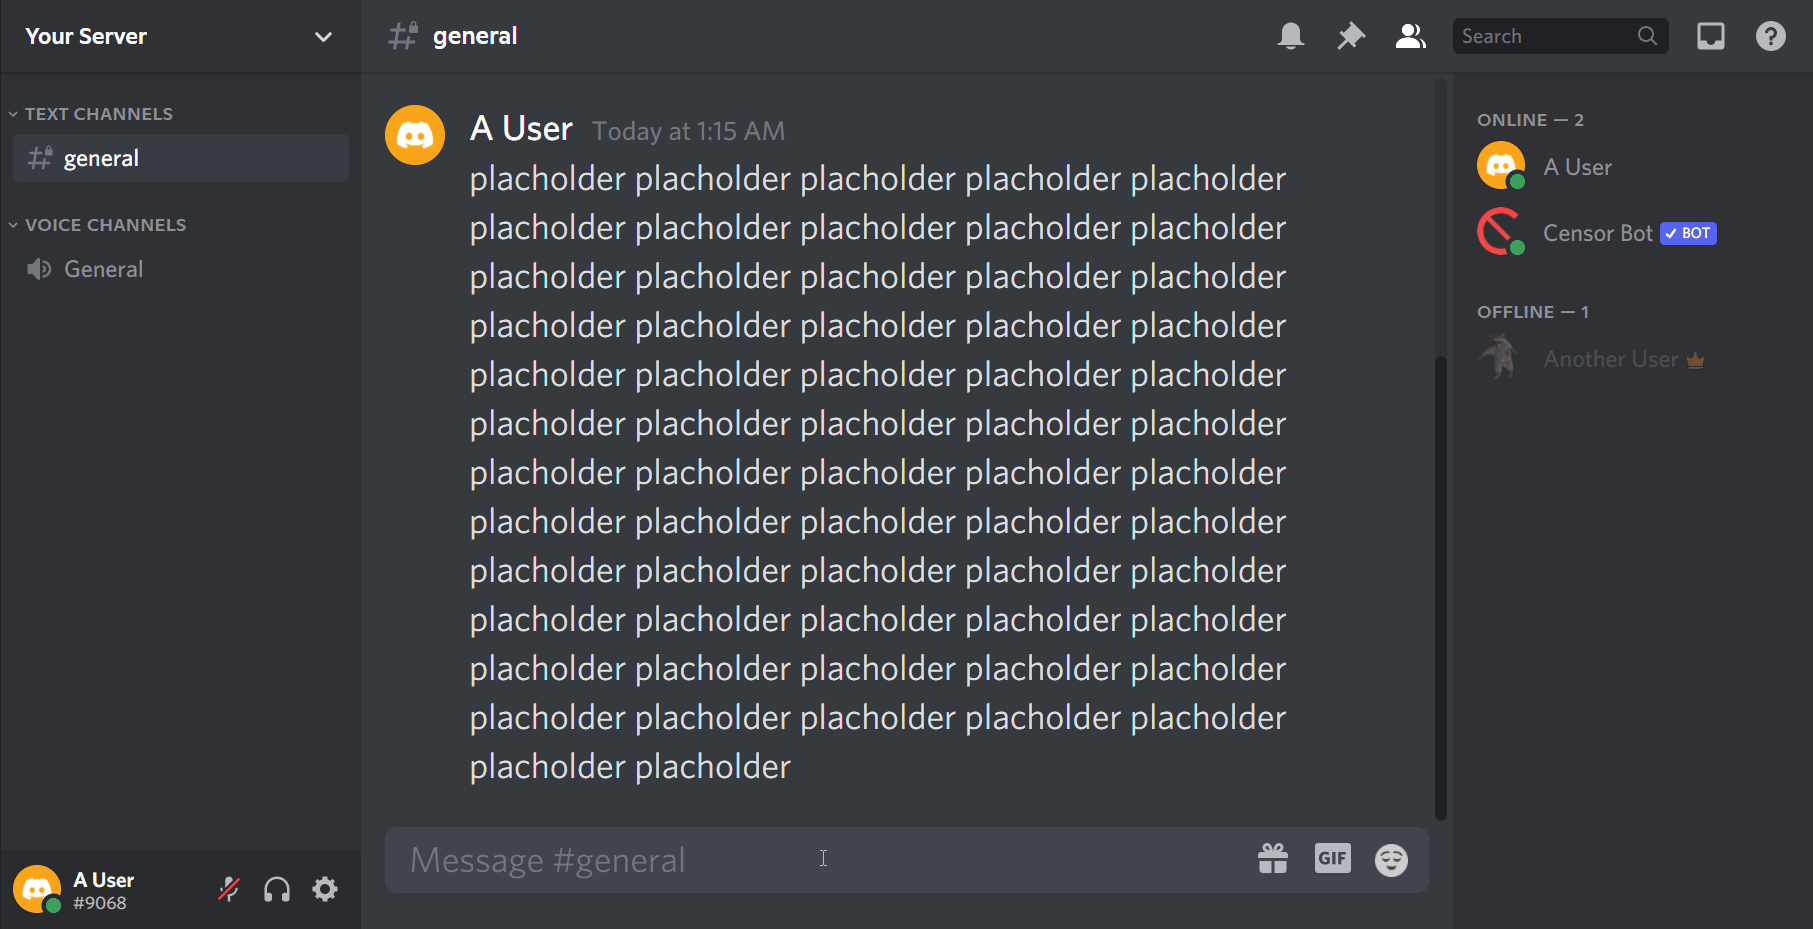 Your Server
general
Search
TEXT CHANNELS
general
VOICE CHANNELS
General
A User Today at 1:15 AM
placholder placholder placholder placholder placholder
placholder placholder placholder placholder placholder
placholder placholder placholder placholder placholder
placholder placholder placholder placholder placholder
placholder placholder placholder placholder placholder
placholder placholder placholder placholder placholder
placholder placholder placholder placholder placholder
placholder placholder placholder placholder placholder
placholder placholder placholder placholder placholder
placholder placholder placholder placholder placholder
placholder placholder placholder placholder placholder
placholder placholder placholder placholder placholder
placholder placholder
Message #general
GIF
ONLINE — 2
A User
Censor Bot BOT
OFFLINE — 1
Another User
A User
#9068